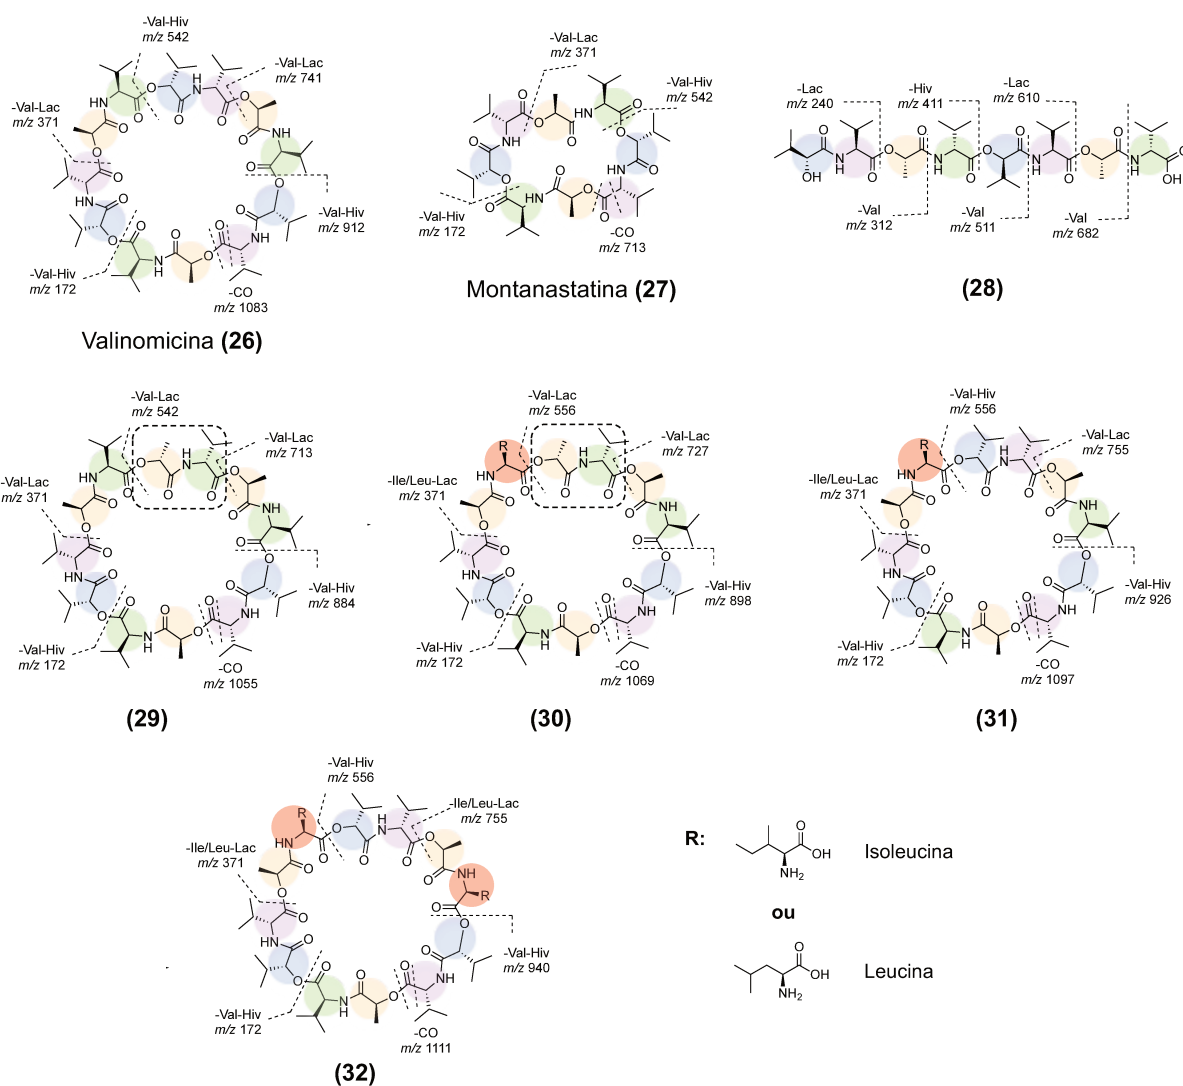 -Val-Hiv
m/z 542
-Val-Lac
m/z 741
-Val-Lac
m/z 371
-Val-Hiv
m/z 912
-Val-Hiv
m/z 172
-CO
m/z 1083
Valinomicina (26)
-Val-Lac
m/z 371
-Val-Hiv
m/z 542
-Val-Hiv
m/z 172
-CO
m/z 713
Montanastatina (27)
-Lac
m/z 240
-Hiv
m/z 411
-Lac
m/z 610
-Val
m/z 312
-Val
m/z 511
-Val
m/z 682
(28)
-Val-Lac
m/z 542
-Val-Lac
m/z 713
-Val-Lac
m/z 371
-Val-Hiv
m/z 884
-Val-Hiv
m/z 172
-CO
m/z 1055
(29)
-Val-Lac
m/z 556
-Val-Lac
m/z 727
-Ile/Leu-Lac
m/z 371
-Val-Hiv
m/z 898
-Val-Hiv
m/z 172
-CO
m/z 1069
(30)
-Val-Hiv
m/z 556
-Val-Lac
m/z 755
-Ile/Leu-Lac
m/z 371
-Val-Hiv
m/z 926
-Val-Hiv
m/z 172
-CO
m/z 1097
(31)
-Val-Hiv
m/z 556
-Ile/Leu-Lac
m/z 755
-Ile/Leu-Lac
m/z 371
-Val-Hiv
m/z 940
-Val-Hiv
m/z 172
-CO
m/z 1111
(32)
R:
O
OH
NH2
Isoleucina
ou
O
OH
NH2
Leucina